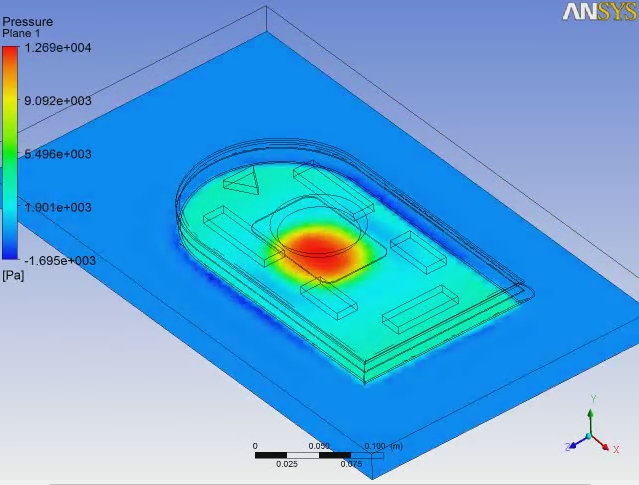 Pressure
Plane 1
1.269e+004
9.092e+003
5.496e+003
1.901e+003
-1.695e+003
[Pa]
ANSYS
0 0.050 0.100 (m)
0.025 0.075
Y
Z X